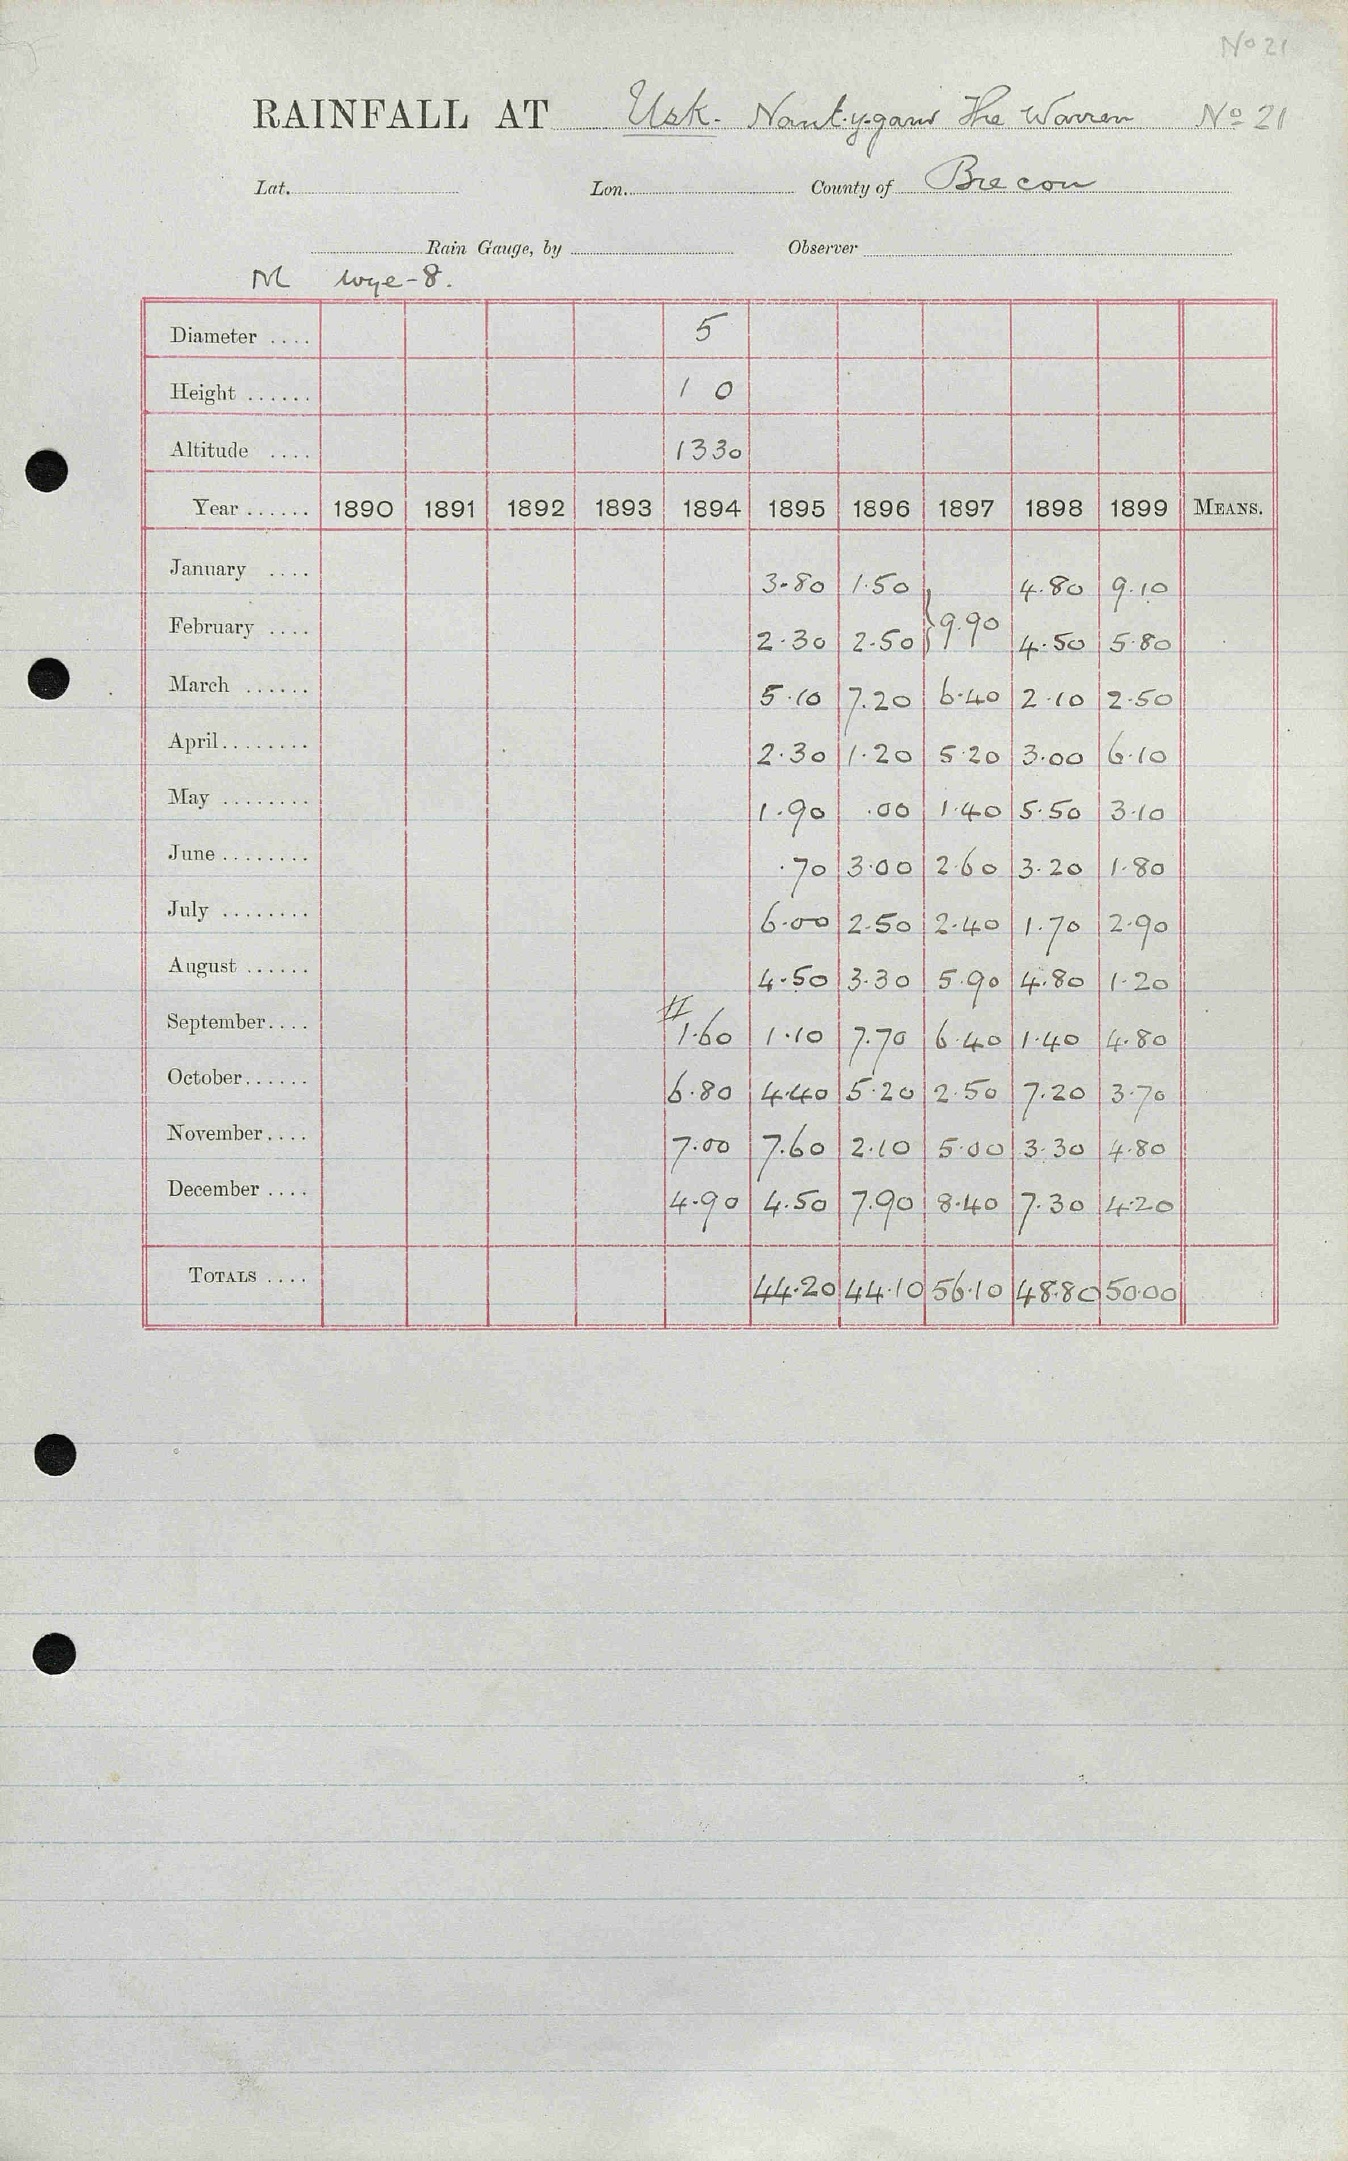 No 21
RAINFALL AT Usk. Nant-y-gaws The Warren No 21
Lat. Lon. County of Brecon
Rain Gauge, by Observer
M Wye-8.
Diameter .... 5
Height ...... 1 0
Altitude .... 1330
Year ...... 1890 1891 1892 1893 1894 1895 1896 1897 1898 1899 MEANS.
January .... 3.80 1.50 4.80 9.10
February .... 2.30 2.50 } 9.90 4.50 5.80
March ...... 5.10 7.20 6.40 2.10 2.50
April........ 2.30 1.20 5.20 3.00 6.10
May ........ 1.90 .00 1.40 5.50 3.10
June ........ .70 3.00 2.60 3.20 1.80
July ........ 6.00 2.50 2.40 1.70 2.90
August ...... 4.50 3.30 5.90 4.80 1.20
September.... 1.60 1.10 7.70 6.40 1.40 4.80
October...... 6.80 4.40 5.20 2.50 7.20 3.70
November.... 7.00 7.60 2.10 5.00 3.30 4.80
December .... 4.90 4.50 7.90 8.40 7.30 4.20
TOTALS .... 44.20 44.10 56.10 48.80 50.00